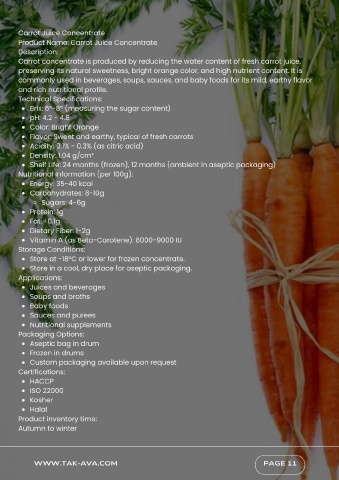 Carrot Juice Concentrate
Product Name: Carrot Juice Concentrate
Description:
Carrot concentrate is produced by reducing the water content of fresh carrot juice,
preserving its natural sweetness, bright orange color, and high nutrient content. It is
commonly used in beverages, soups, sauces, and baby foods for its mild, earthy flavor
and rich nutritional profile.
Technical Specifications:
• Brix: 6°-8° (measuring the sugar content)
• pH: 4.2 - 4.8
• Color: Bright Orange
• Flavor: Sweet and earthy, typical of fresh carrots
• Acidity: 0.1% - 0.3% (as citric acid)
• Density: 1.04 g/cm³
• Shelf Life: 24 months (frozen), 12 months (ambient in aseptic packaging)
Nutritional Information (per 100g):
• Energy: 35-40 kcal
• Carbohydrates: 8-10g
○ Sugars: 4-6g
• Protein: 1g
• Fat: <0.1g
• Dietary Fiber: 1-2g
• Vitamin A (as Beta-Carotene): 6000-9000 IU
Storage Conditions:
• Store at -18°C or lower for frozen concentrate.
• Store in a cool, dry place for aseptic packaging.
Applications:
• Juices and beverages
• Soups and broths
• Baby foods
• Sauces and purees
• Nutritional supplements
Packaging Options:
• Aseptic bag in drum
• Frozen in drums
• Custom packaging available upon request
Certifications:
• HACCP
• ISO 22000
• Kosher
• Halal
Product inventory time:
Autumn to winter
WWW.TAK-AVA.COM
PAGE 11